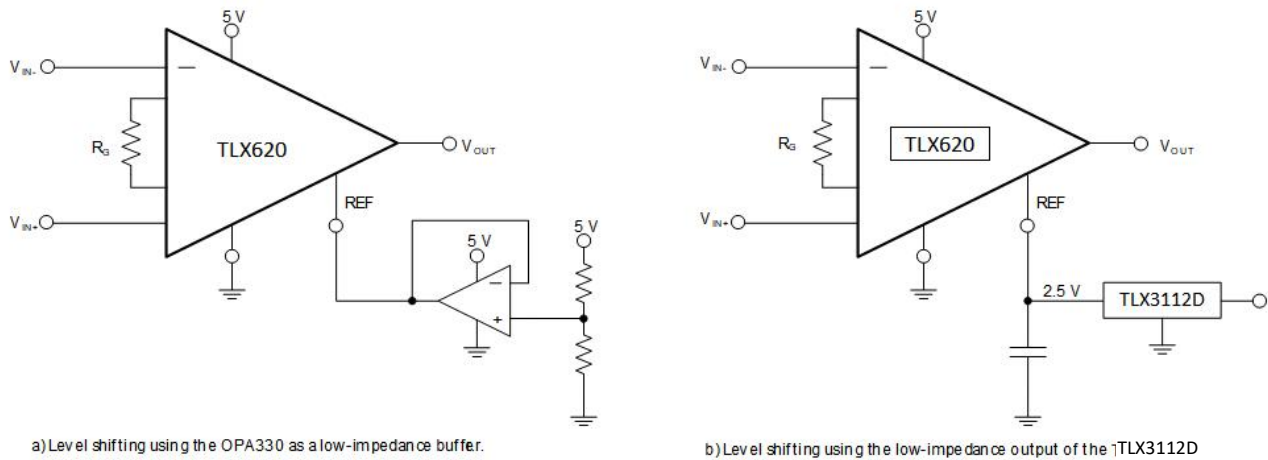 5 V
V IN-
R G
TLX620
V OUT
V IN+
REF
5 V
5 V
a) Level shifting using the OPA330 as a low-impedance buffer.
5 V
V IN-
R G
TLX620
V OUT
V IN+
REF
2.5 V
TLX3112D
b) Level shifting using the low-impedance output of the TLX3112D